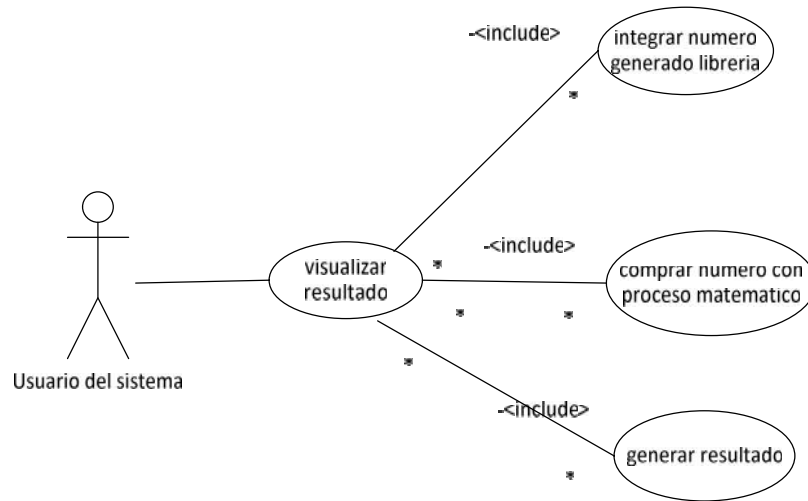 -<include>
integrar numero
generado libreria
*
-<include>
visualizar
resultado
*
*
*
comprar numero con
proceso matematico
*
Usuario del sistema
-<include>
generar resultado
*